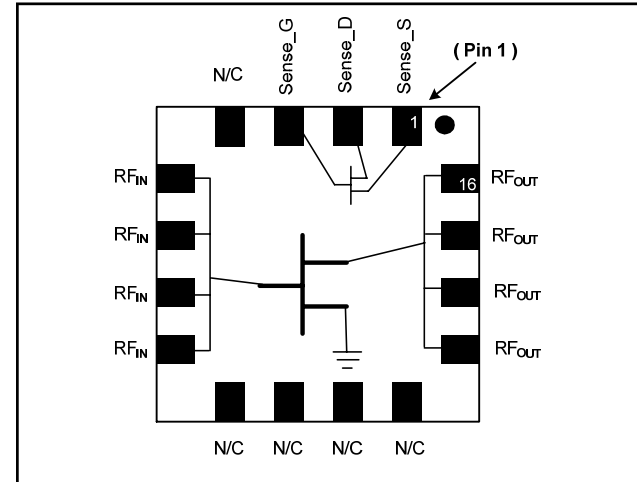 N/C
Sense_G
Sense_D
Sense_S
( Pin 1 )
1
RFIN
16
RFOUT
RFIN
RFOUT
RFIN
RFOUT
RFIN
RFOUT
N/C N/C N/C N/C